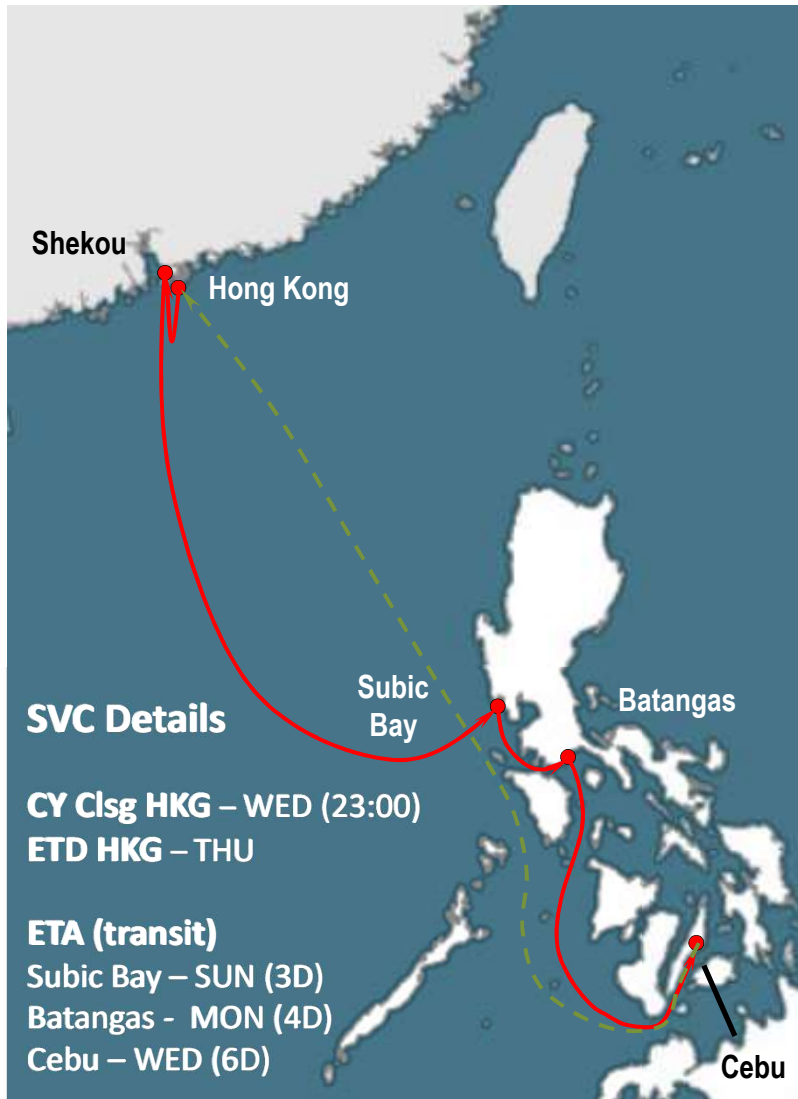 Shekou
Hong Kong
Subic
Bay
Batangas
SVC Details
CY Clsg HKG – WED (23:00)
ETD HKG – THU
ETA (transit)
Subic Bay – SUN (3D)
Batangas - MON (4D)
Cebu – WED (6D)
Cebu